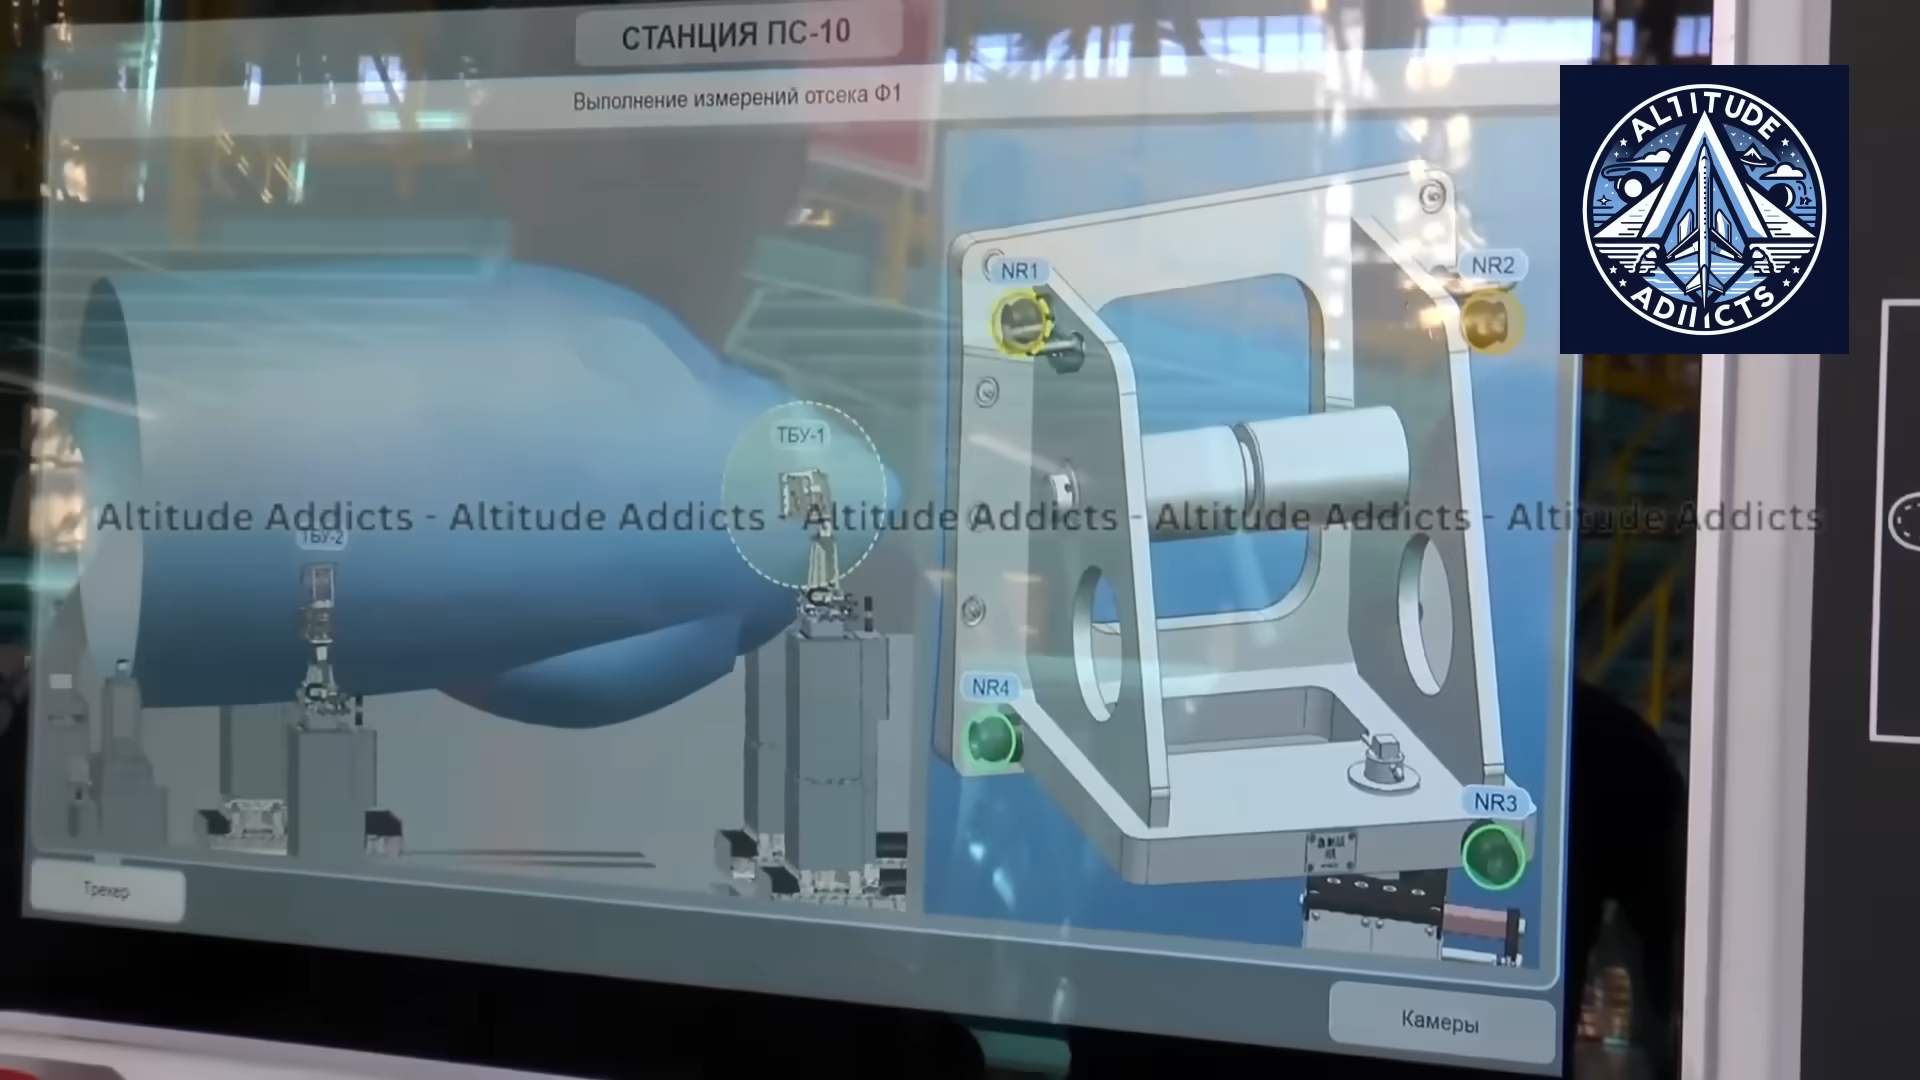 СТАНЦИЯ ПС-10
Выполнение измерений отсека Ф1
ALTITUDE
ADIIICTS
NR1
NR2
ТБУ-1
Altitude Addicts - Altitude Addicts - Altitude Addicts - Altitude Addicts - Altitude Addicts
ТБУ-2
NR4
NR3
Трекер
Камеры